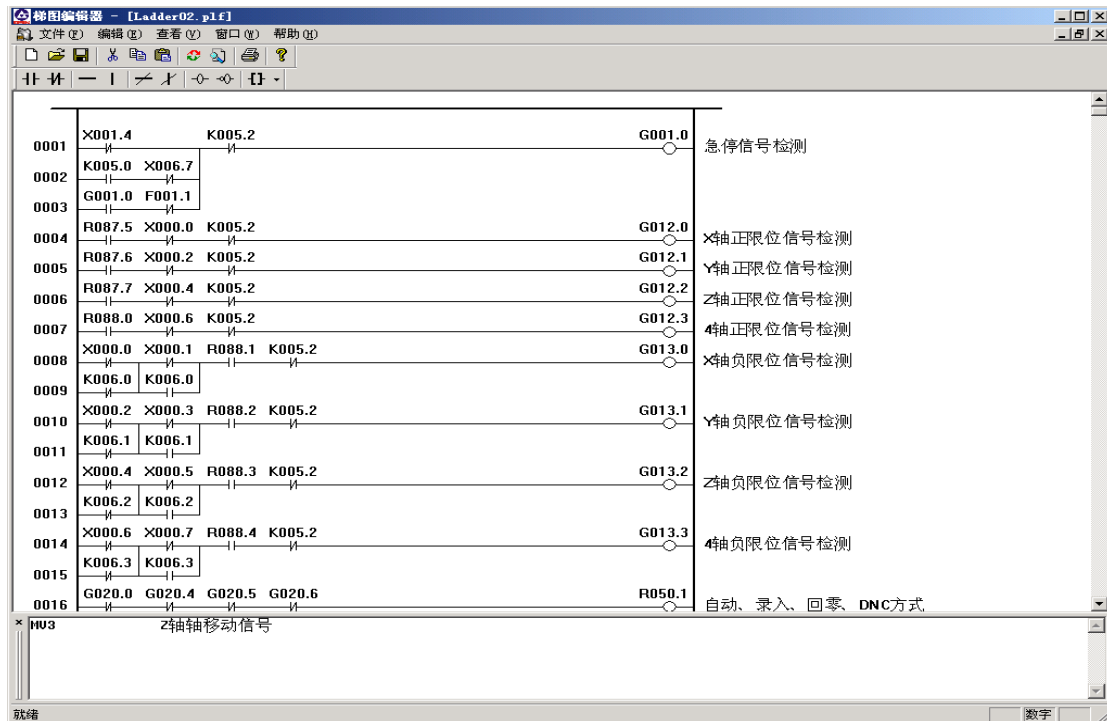 梯图编辑器 - [Ladder02.plf]
文件(F) 编辑(E) 查看(V) 窗口(W) 帮助(H)
X001.4 K005.2 G001.0
0001 急停信号检测
K005.0 X006.7
0002
G001.0 F001.1
0003
R087.5 X000.0 K005.2 G012.0
0004 X轴正限位信号检测
R087.6 X000.2 K005.2 G012.1
0005 Y轴正限位信号检测
R087.7 X000.4 K005.2 G012.2
0006 Z轴正限位信号检测
R088.0 X000.6 K005.2 G012.3
0007 4轴正限位信号检测
X000.0 X000.1 R088.1 K005.2 G013.0
0008 X轴负限位信号检测
K006.0 K006.0
0009
X000.2 X000.3 R088.2 K005.2 G013.1
0010 Y轴负限位信号检测
K006.1 K006.1
0011
X000.4 X000.5 R088.3 K005.2 G013.2
0012 Z轴负限位信号检测
K006.2 K006.2
0013
X000.6 X000.7 R088.4 K005.2 G013.3
0014 4轴负限位信号检测
K006.3 K006.3
0015
G020.0 G020.4 G020.5 G020.6 R050.1
0016 自动、录入、回零、DNC方式
MV3 Z轴轴移动信号
就绪 数字